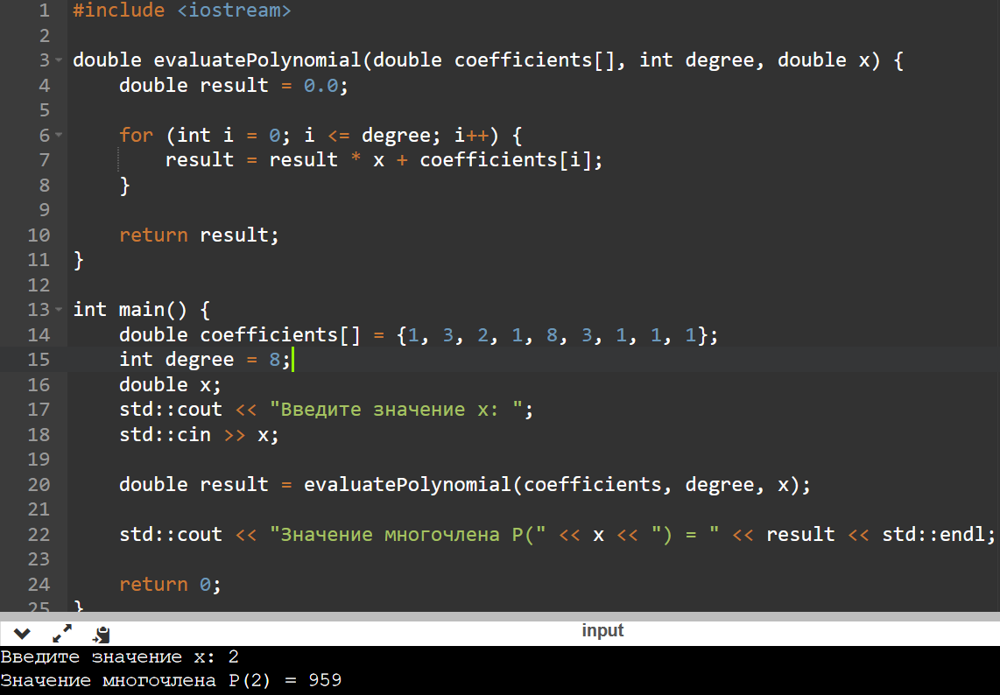 1 #include <iostream>
2
3 double evaluatePolynomial(double coefficients[], int degree, double x) {
4     double result = 0.0;
5
6     for (int i = 0; i <= degree; i++) {
7         result = result * x + coefficients[i];
8     }
9
10     return result;
11 }
12
13 int main() {
14     double coefficients[] = {1, 3, 2, 1, 8, 3, 1, 1, 1};
15     int degree = 8;
16     double x;
17     std::cout << "Введите значение x: ";
18     std::cin >> x;
19
20     double result = evaluatePolynomial(coefficients, degree, x);
21
22     std::cout << "Значение многочлена P(" << x << ") = " << result << std::endl;
23
24     return 0;
25 }
input
Введите значение x: 2
Значение многочлена P(2) = 959